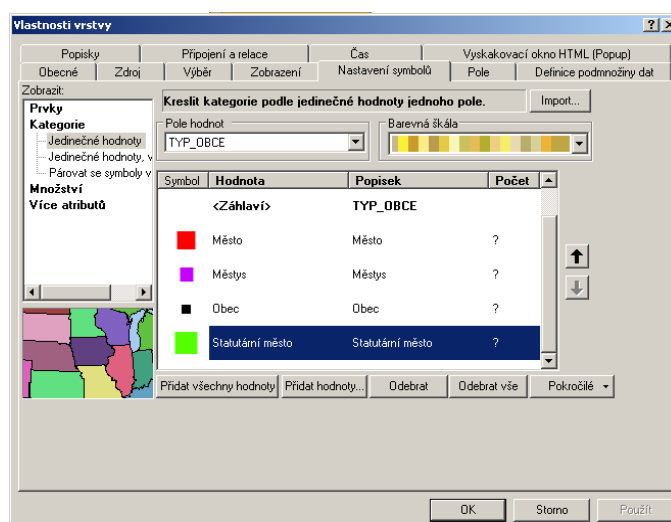 Vlastnosti vrstvy
Popisky Připojení a relace Čas Vyskakovací okno HTML (Popup)
Obecné Zdroj Výběr Zobrazení Nastavení symbolů Pole Definice podmnožiny dat
Zobrazit:
Prvky
Kategorie
Jedinečné hodnoty
Jedinečné hodnoty, v
Párovat se symboly v
Množství
Více atributů
Kreslit kategorie podle jedinečné hodnoty jednoho pole.
Import...
Pole hodnot
TYP_OBCE
Barevná škála
Symbol Hodnota Popisek Počet
<Záhlaví> TYP_OBCE
Město Město ?
Městys Městys ?
Obec Obec ?
Statutární město Statutární město ?
Přidat všechny hodnoty Přidat hodnoty... Odebrat Odebrat vše Pokročilé
OK Storno Použít